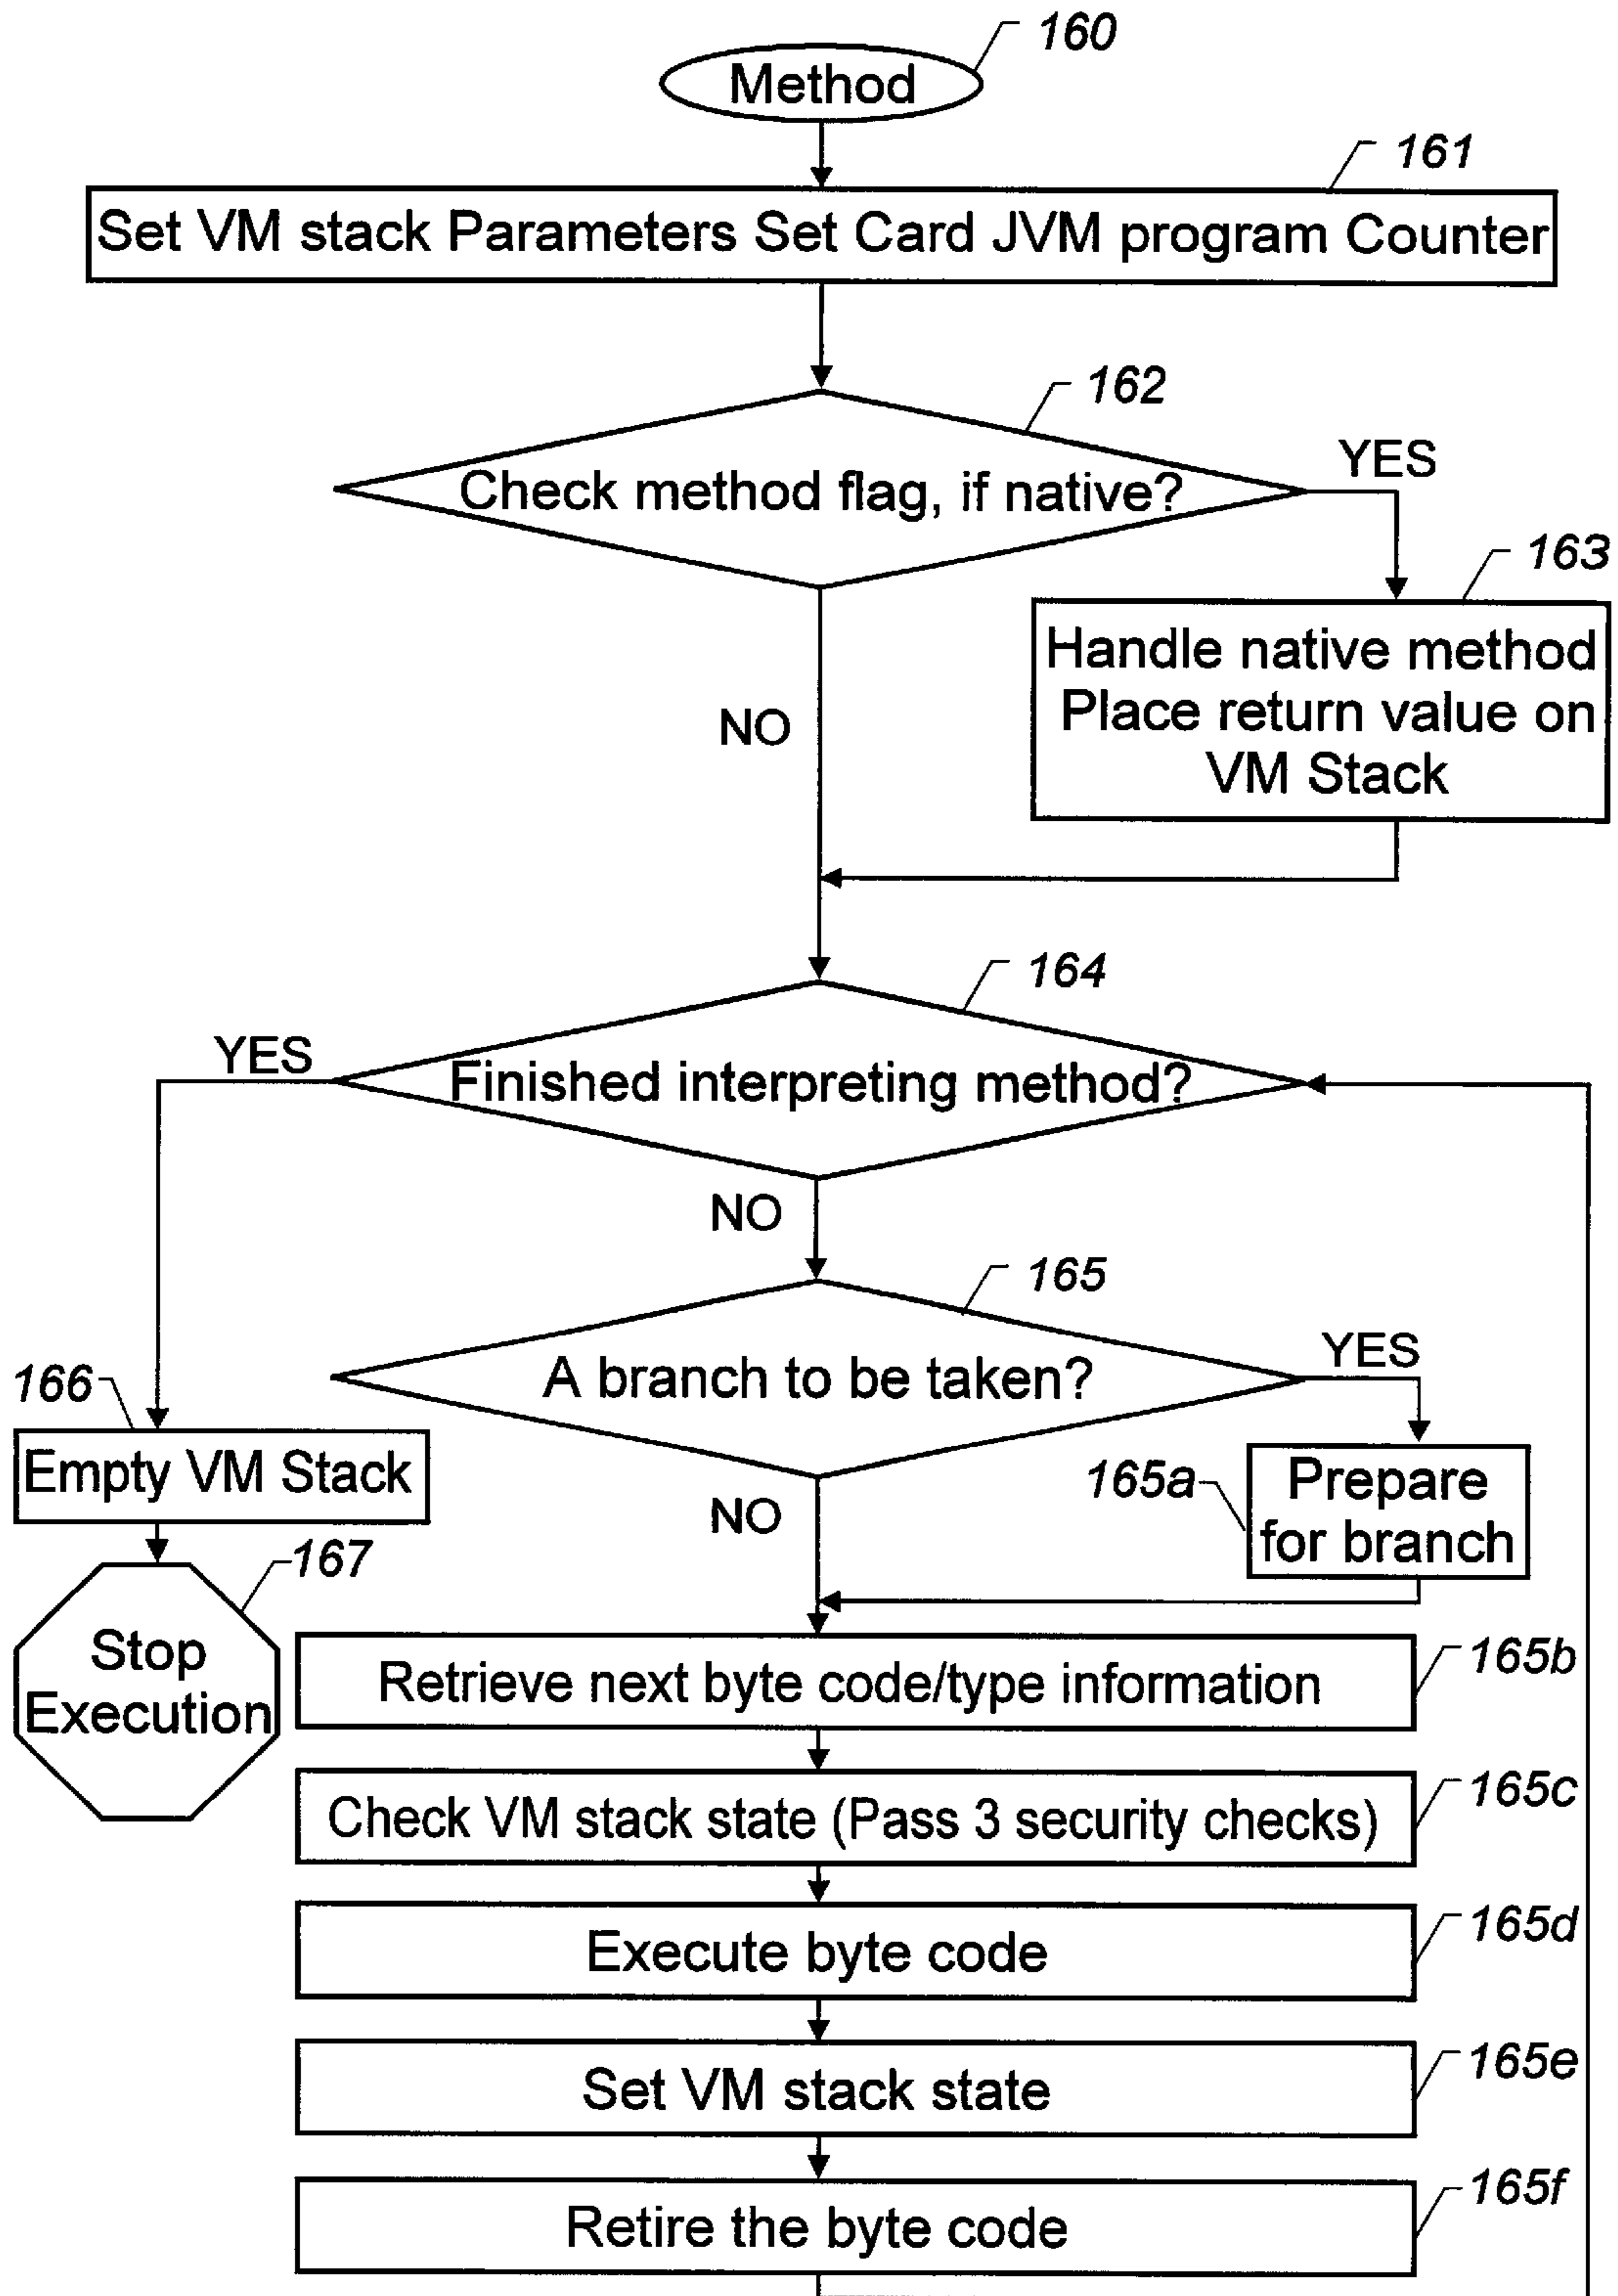 160
Method
161
Set VM stack Parameters Set Card JVM program Counter
162
Check method flag, if native?
YES
163
Handle native method
Place return value on
VM Stack
NO
164
Finished interpreting method?
YES
NO
165
A branch to be taken?
YES
166
Empty VM Stack
165a
Prepare
for branch
NO
167
Stop
Execution
Retrieve next byte code/type information
165b
Check VM stack state (Pass 3 security checks)
165c
Execute byte code
165d
Set VM stack state
165e
Retire the byte code
165f